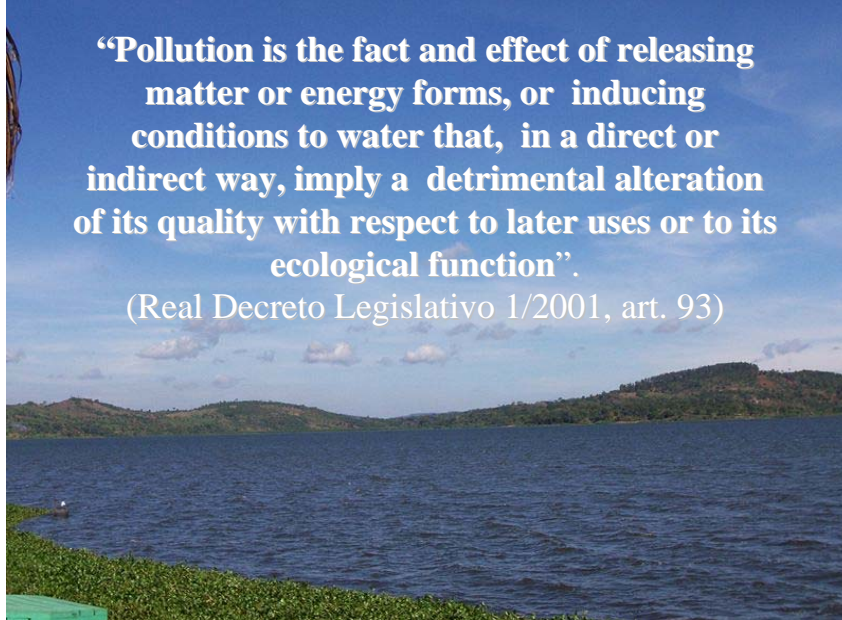 “Pollution is the fact and effect of releasing
matter or energy forms, or inducing
conditions to water that, in a direct or
indirect way, imply a detrimental alteration
of its quality with respect to later uses or to its
ecological function”.
(Real Decreto Legislativo 1/2001, art. 93)